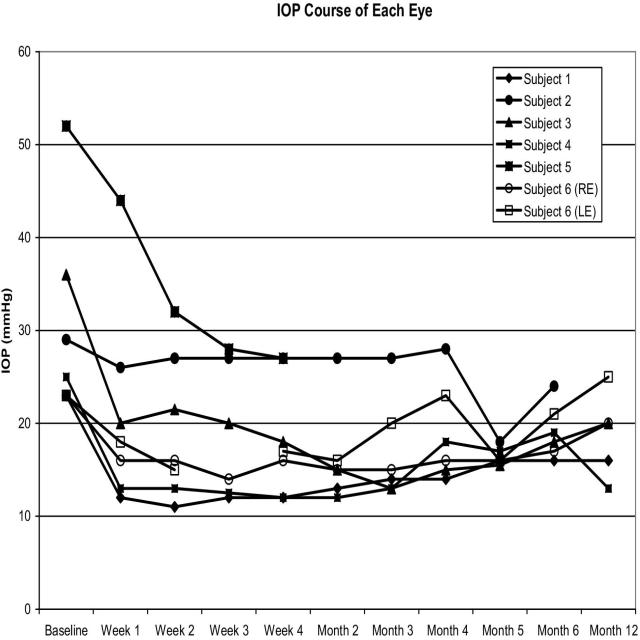 IOP Course of Each Eye
60
50
40
30
20
10
0
IOP (mmHg)
Subject 1
Subject 2
Subject 3
Subject 4
Subject 5
Subject 6 (RE)
Subject 6 (LE)
Baseline Week 1 Week 2 Week 3 Week 4 Month 2 Month 3 Month 4 Month 5 Month 6 Month 12